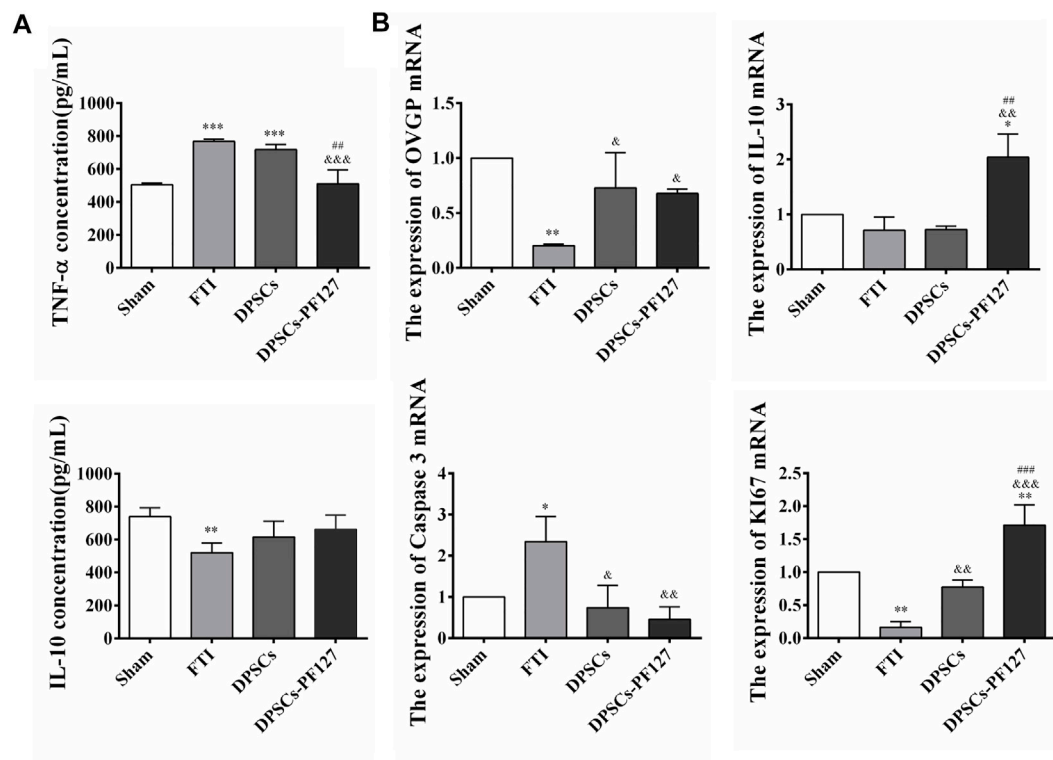 A
TNF-α concentration(pg/mL)
1000
800
600
400
200
0
***
***
##
&&&
Sham
FTI
DPSCs
DPSCs-PF127
IL-10 concentration(pg/mL)
1000
800
600
400
200
0
**
Sham
FTI
DPSCs
DPSCs-PF127
B
The expression of OVGP mRNA
1.5
1.0
0.5
0.0
**
&
&
Sham
FTI
DPSCs
DPSCs-PF127
The expression of IL-10 mRNA
3
2
1
0
##
&&
*
Sham
FTI
DPSCs
DPSCs-PF127
The expression of Caspase 3 mRNA
4
3
2
1
0
*
&
&&
Sham
FTI
DPSCs
DPSCs-PF127
The expression of KI67 mRNA
2.5
2.0
1.5
1.0
0.5
0.0
**
&&
###
&&&
**
Sham
FTI
DPSCs
DPSCs-PF127